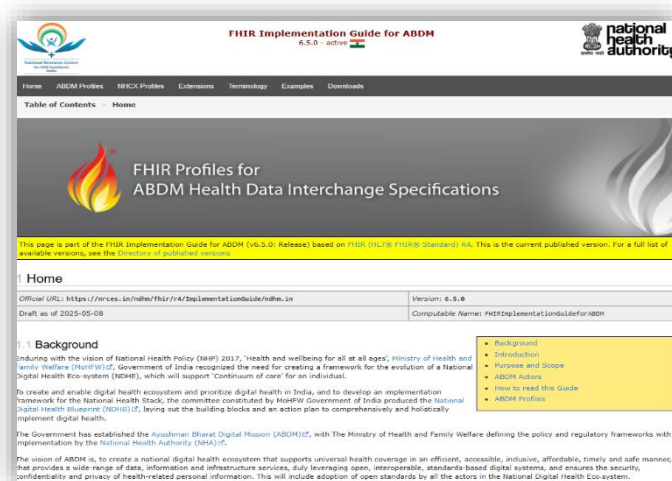 FHIR Implementation Guide for ABDM
6.5.0 - active
National Resource Centre
for EHR Standards
India
national
health
authority
Home ABDM Profiles NHCX Profiles Extensions Terminology Examples Downloads
Table of Contents > Home
FHIR Profiles for
ABDM Health Data Interchange Specifications
This page is part of the FHIR Implementation Guide for ABDM (v6.5.0: Release) based on FHIR (HL7® FHIR® Standard) R4. This is the current published version. For a full list of
available versions, see the Directory of published versions
1 Home
Official URL: https://nrces.in/ndhm/fhir/r4/ImplementationGuide/ndhm.in Version: 6.5.0
Draft as of 2025-05-08 Computable Name: FHIRImplementationGuideforABDM
1.1 Background
Enduring with the vision of National Health Policy (NHP) 2017, 'Health and wellbeing for all at all ages', Ministry of Health and
Family Welfare (MoHFW), Government of India recognized the need for creating a framework for the evolution of a National
Digital Health Eco-system (NDHE), which will support 'Continuum of care' for an individual.
• Background
• Introduction
• Purpose and Scope
• ABDM Actors
• How to read this Guide
• ABDM Profiles
To create and enable digital health ecosystem and prioritize digital health in India, and to develop an implementation
framework for the National Health Stack, the committee constituted by MoHFW Government of India produced the National
Digital Health Blueprint (NDHB), laying out the building blocks and an action plan to comprehensively and holistically
implement digital health.
The Government has established the Ayushman Bharat Digital Mission (ABDM), with The Ministry of Health and Family Welfare defining the policy and regulatory frameworks with
implementation by the National Health Authority (NHA).
The vision of ABDM is, to create a national digital health ecosystem that supports universal health coverage in an efficient, accessible, inclusive, affordable, timely and safe manner,
that provides a wide-range of data, information and infrastructure services, duly leveraging open, interoperable, standards-based digital systems, and ensures the security,
confidentiality and privacy of health-related personal information. This will include adoption of open standards by all the actors in the National Digital Health Eco-system.